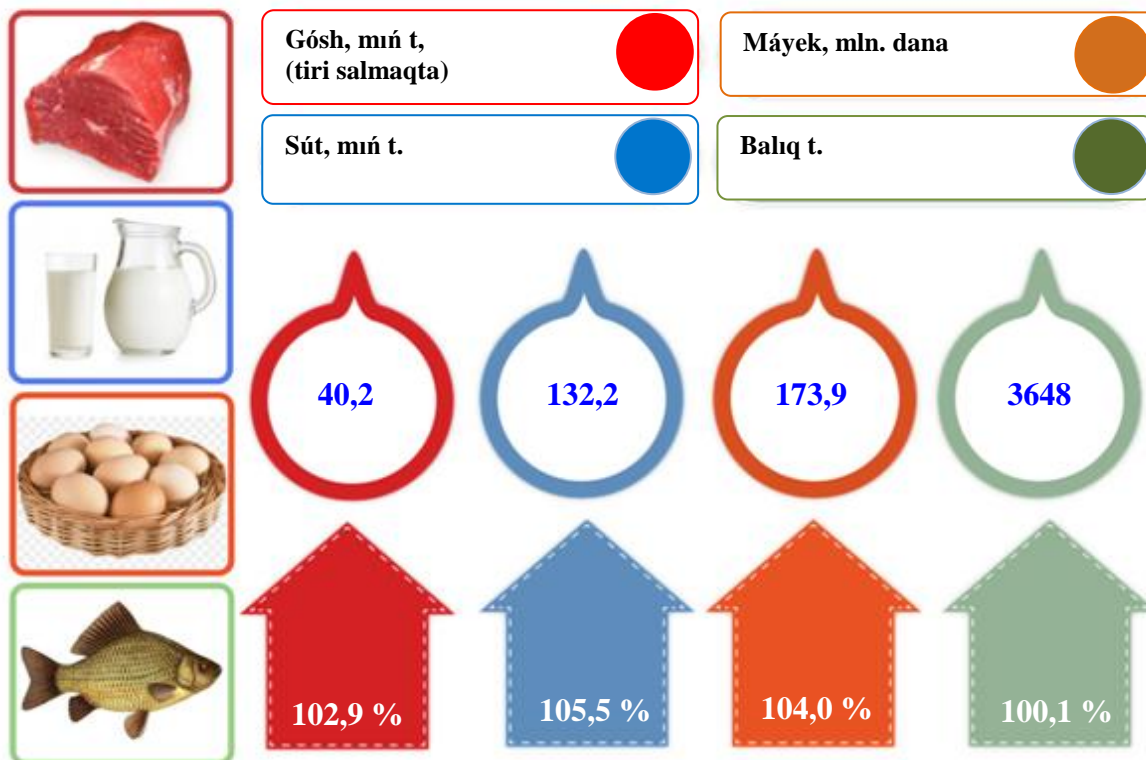 Gósh, mıń t,
(tiri salmaqta)
Máyek, mln. dana
Sút, mıń t.
Balıq t.
40,2
132,2
173,9
3648
102,9 %
105,5 %
104,0 %
100,1 %